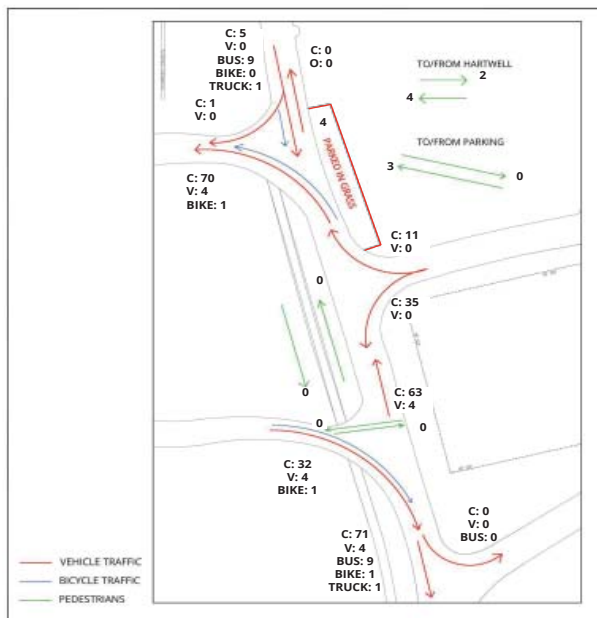 C: 5
V: 0
BUS: 9
BIKE: 0
TRUCK: 1
C: 0
O: 0
C: 1
V: 0
4
PARKED IN GRASS
TO/FROM HARTWELL
2
4
TO/FROM PARKING
3
0
C: 70
V: 4
BIKE: 1
C: 11
V: 0
0
C: 35
V: 0
0
C: 63
V: 4
0
0
C: 32
V: 4
BIKE: 1
C: 0
V: 0
BUS: 0
C: 71
V: 4
BUS: 9
BIKE: 1
TRUCK: 1
VEHICLE TRAFFIC
BICYCLE TRAFFIC
PEDESTRIANS